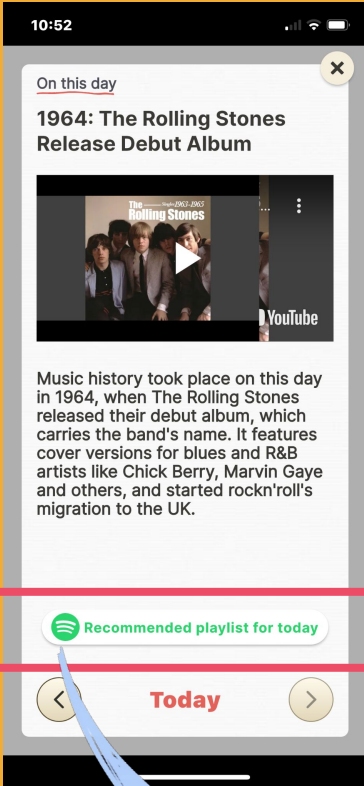 10:52
On this day
1964: The Rolling Stones
Release Debut Album
The Singles 1963-1965
Rolling Stones
...
YouTube
Music history took place on this day
in 1964, when The Rolling Stones
released their debut album, which
carries the band's name. It features
cover versions for blues and R&B
artists like Chick Berry, Marvin Gaye
and others, and started rockn'roll's
migration to the UK.
Recommended playlist for today
Today